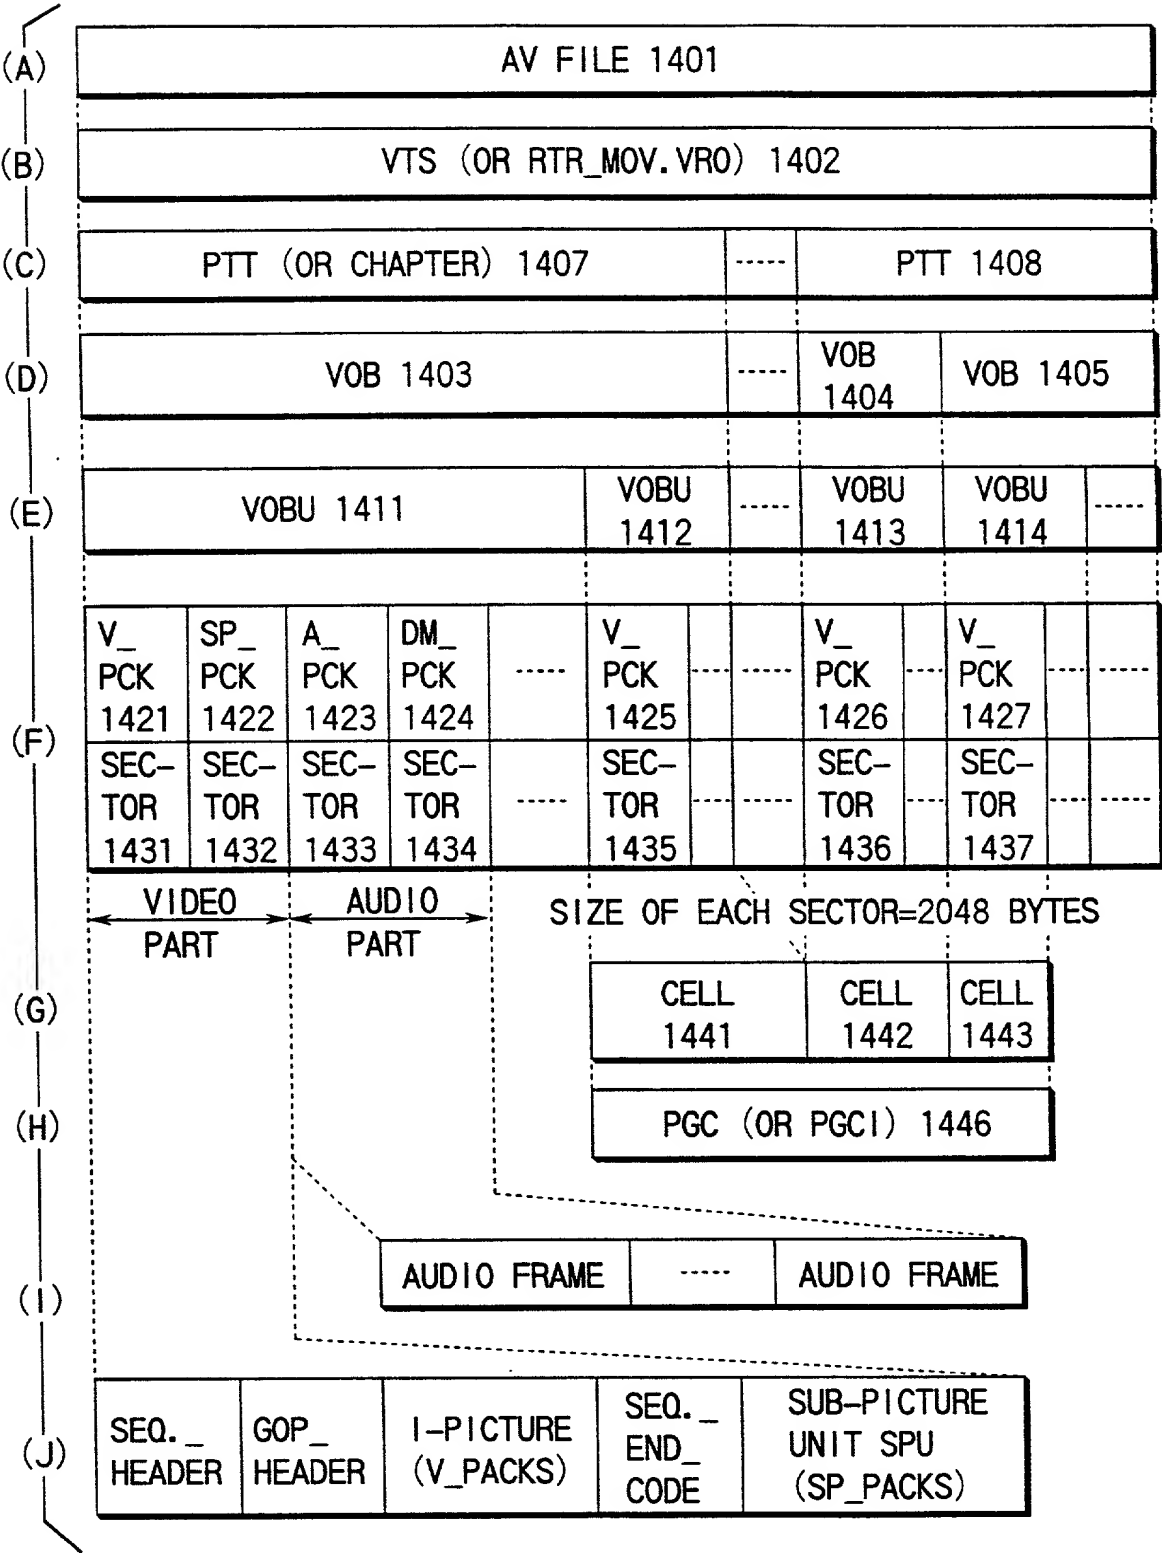 (A)
AV FILE 1401
(B)
VTS (OR RTR_MOV.VRO) 1402
(C)
PTT (OR CHAPTER) 1407
-----
PTT 1408
(D)
VOB 1403
-----
VOB
1404
VOB 1405
(E)
VOBU 1411
VOBU
1412
-----
VOBU
1413
VOBU
1414
-----
(F)
V_
PCK
1421
SP_
PCK
1422
A_
PCK
1423
DM_
PCK
1424
-----
V_
PCK
1425
-----
V_
PCK
1426
-----
V_
PCK
1427
-----
SEC-
TOR
1431
SEC-
TOR
1432
SEC-
TOR
1433
SEC-
TOR
1434
-----
SEC-
TOR
1435
-----
SEC-
TOR
1436
-----
SEC-
TOR
1437
-----
VIDEO
PART
AUDIO
PART
SIZE OF EACH SECTOR=2048 BYTES
(G)
CELL
1441
CELL
1442
CELL
1443
(H)
PGC (OR PGCI) 1446
(I)
AUDIO FRAME
-----
AUDIO FRAME
(J)
SEQ._
HEADER
GOP_
HEADER
I-PICTURE
(V_PACKS)
SEQ._
END_
CODE
SUB-PICTURE
UNIT SPU
(SP_PACKS)